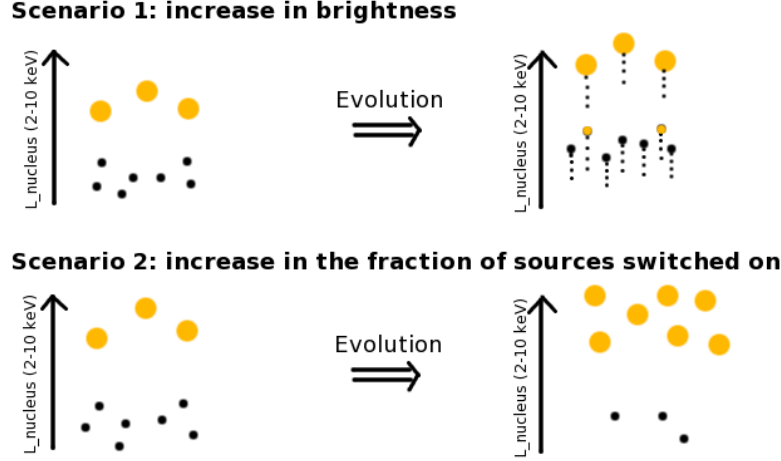 Scenario 1: increase in brightness
L_nucleus (2-10 keV)
Evolution
L_nucleus (2-10 keV)
Scenario 2: increase in the fraction of sources switched on
L_nucleus (2-10 keV)
Evolution
L_nucleus (2-10 keV)